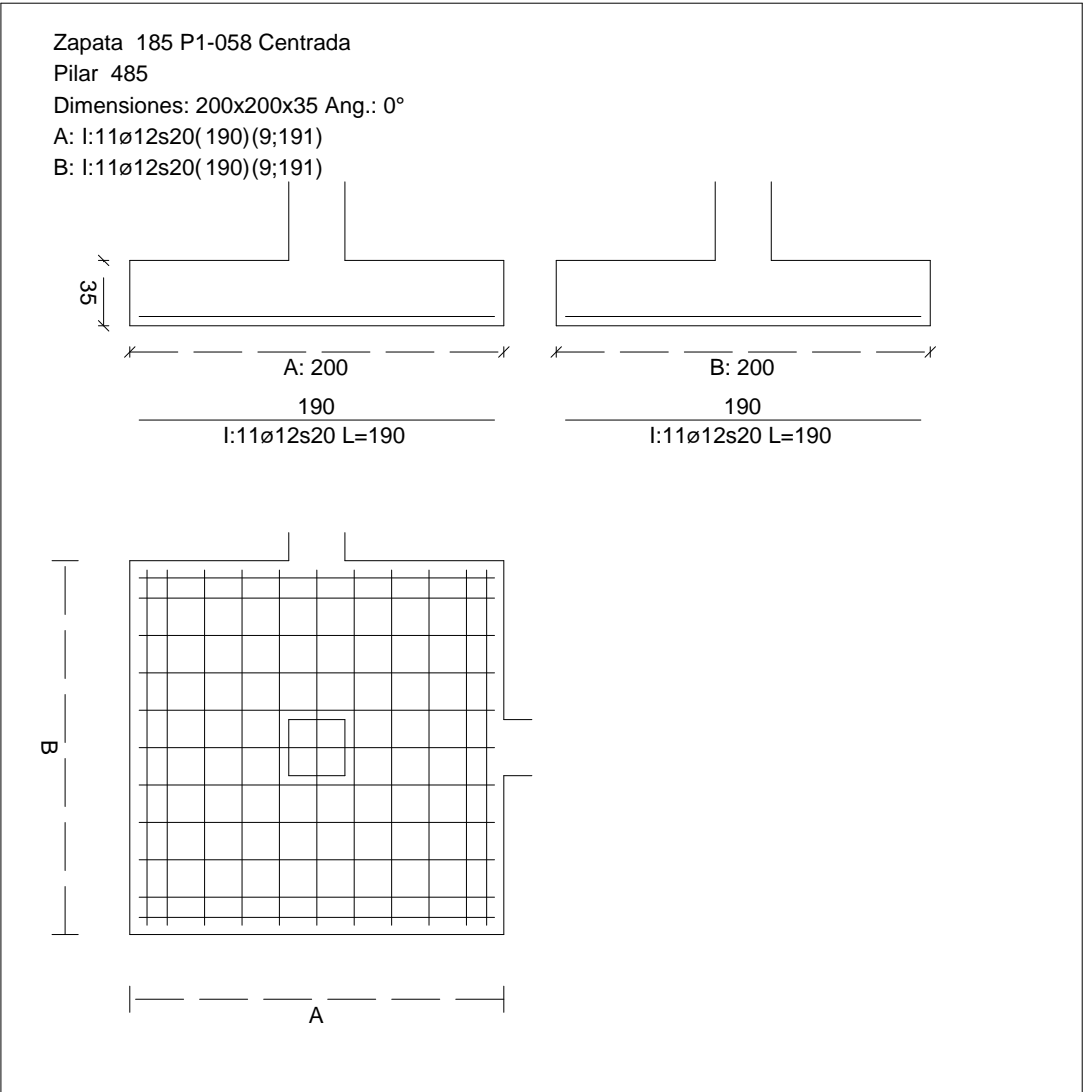 Zapata 185 P1-058 Centrada
Pilar 485
Dimensiones: 200x200x35 Ang.: 0°
A: I:11ø12s20(190)(9;191)
B: I:11ø12s20(190)(9;191)
35
A: 200
B: 200
190
190
I:11ø12s20 L=190
I:11ø12s20 L=190
B
A